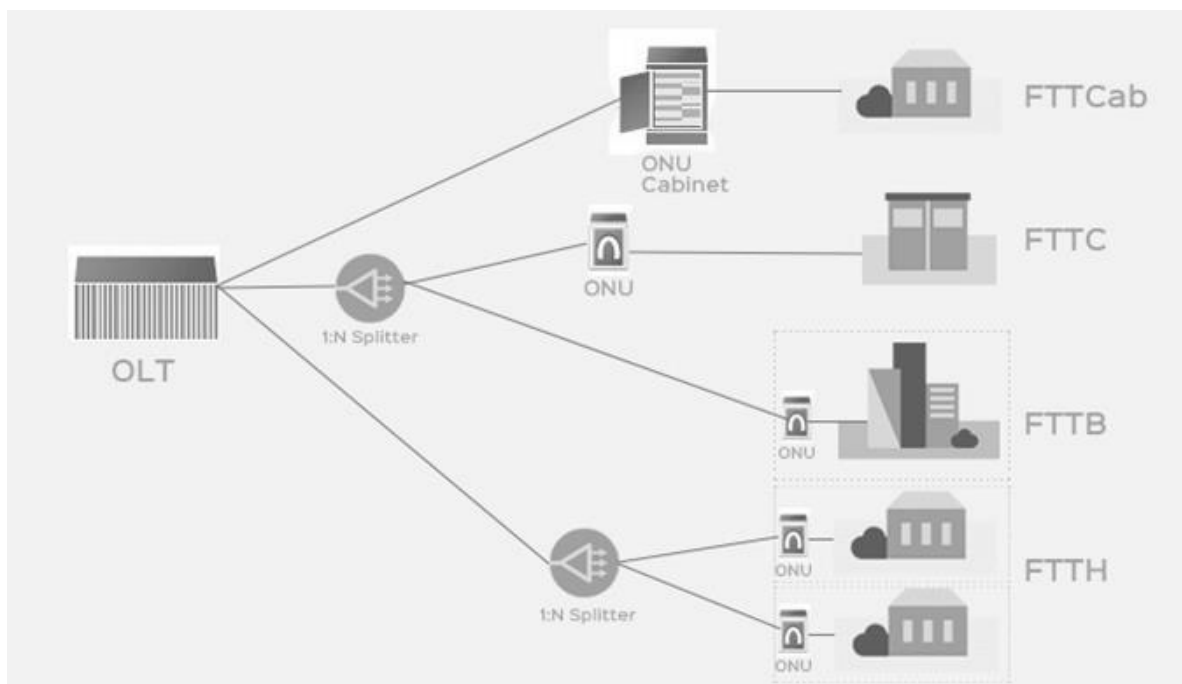 ONU
Cabinet
FTTCab
ONU
FTTC
1:N Splitter
OLT
ONU
FTTB
ONU
FTTH
1:N Splitter
ONU